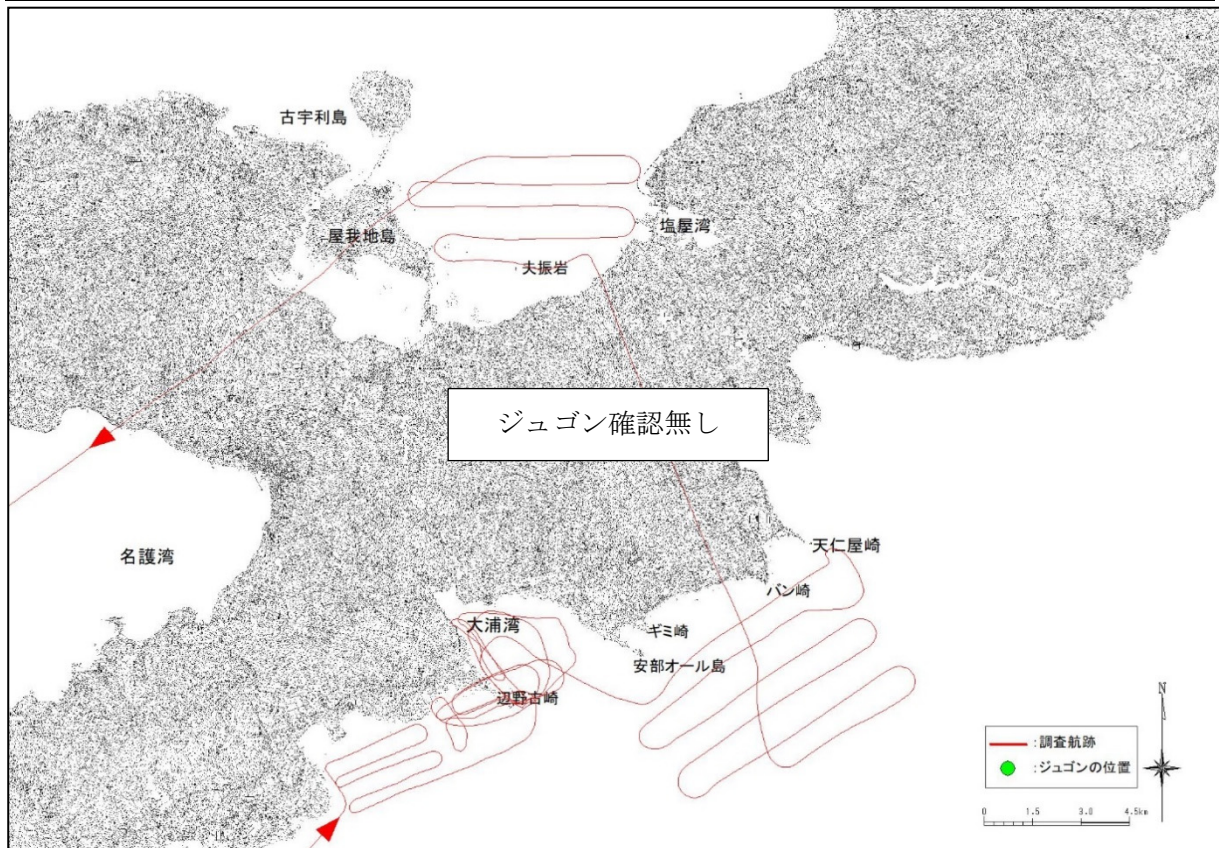 古宇利島
屋我地島
塩屋湾
夫振岩
ジュゴン確認無し
名護湾
天仁屋崎
バン崎
大浦湾
ギミ崎
安部オール島
辺野古崎
N
:調査航跡
:ジュゴンの位置
0 1.5 3.0 4.5km